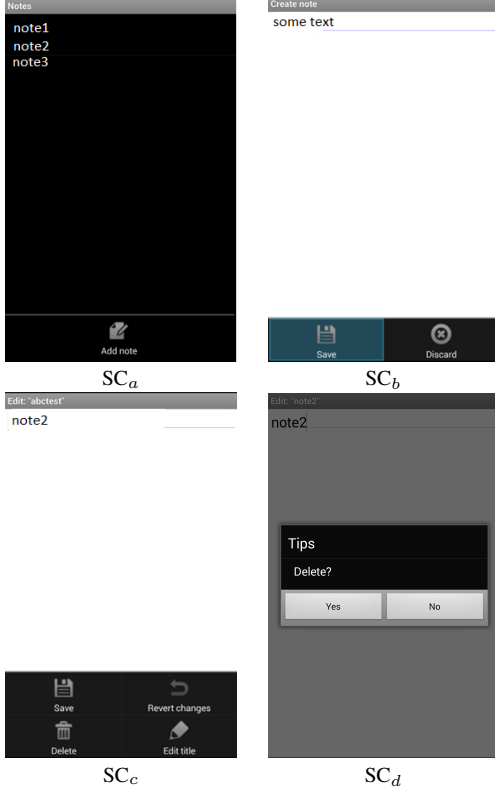 Notes
note1
note2
note3
Add note
SCa
Create note
some text
Save Discard
SCb
Edit: "abctest"
note2
Save Revert changes
Delete Edit title
SCc
Edit: "note2"
note2
Tips
Delete?
Yes No
SCd